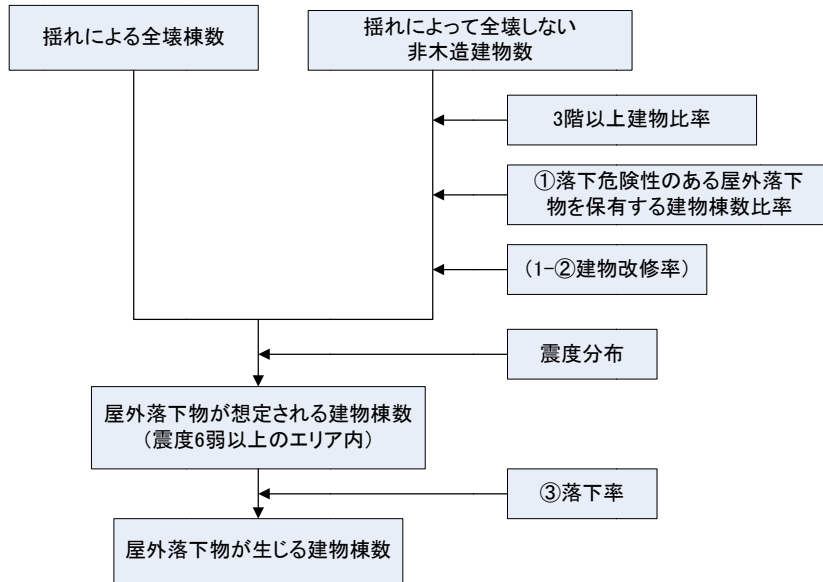 揺れによる全壊棟数
揺れによって全壊しない
非木造建物数
3階以上建物比率
①落下危険性のある屋外落下
物を保有する建物棟数比率
(1-②建物改修率)
震度分布
屋外落下物が想定される建物棟数
(震度6弱以上のエリア内)
③落下率
屋外落下物が生じる建物棟数